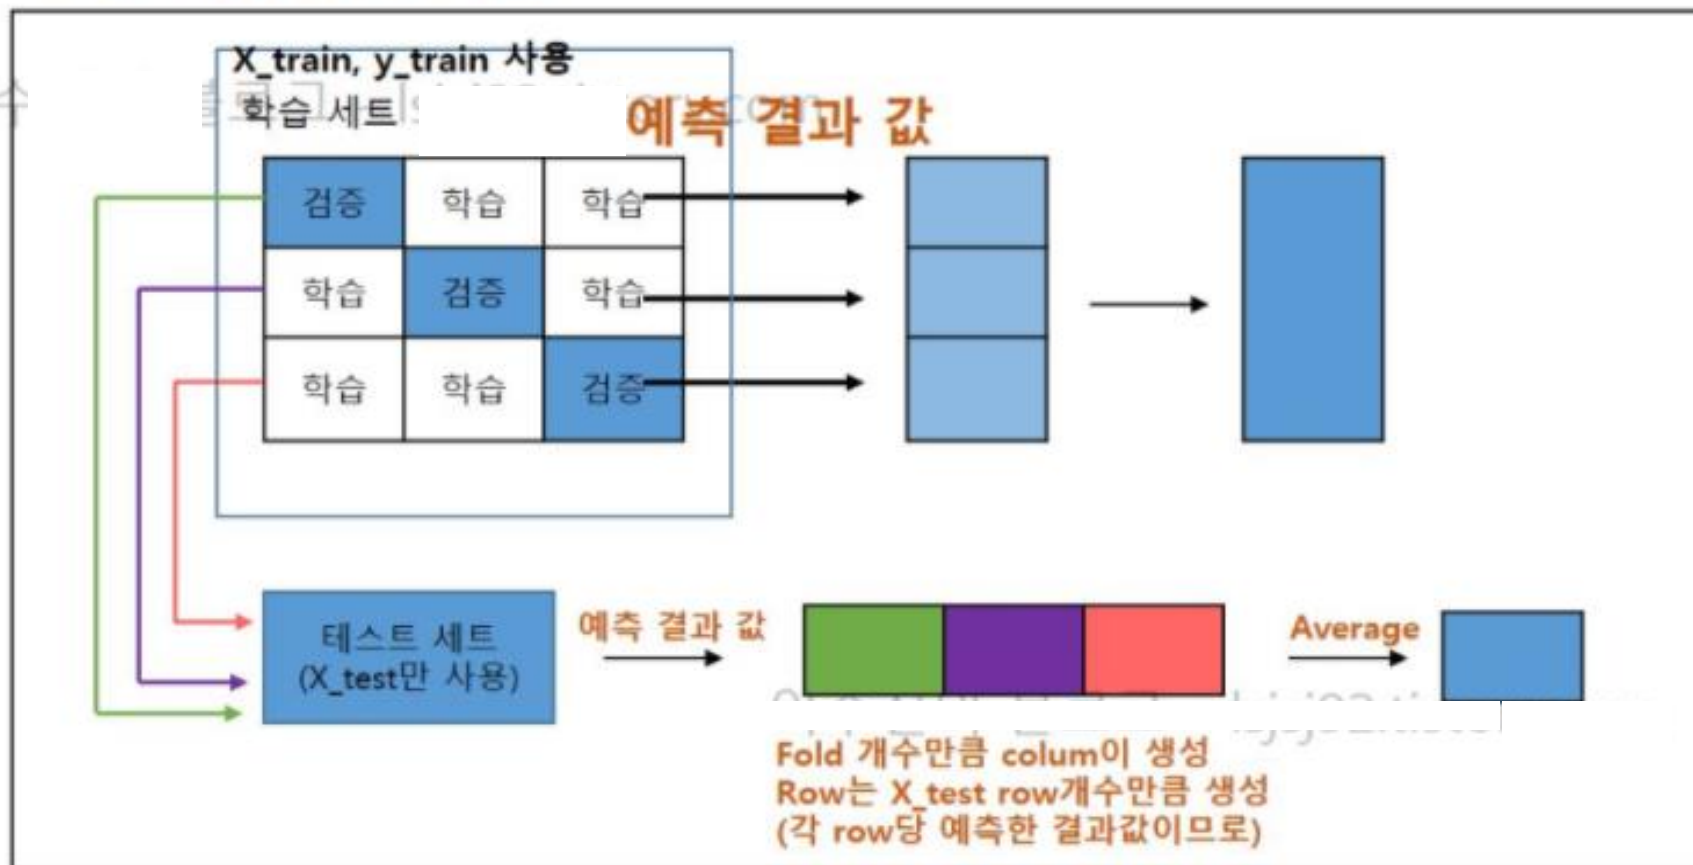 X_train, y_train 사용
학습 세트
예측 결과 값
검증 학습 학습
학습 검증 학습
학습 학습 검증
테스트 세트
(X_test만 사용)
예측 결과 값
Average
Fold 개수만큼 colum이 생성
Row는 X_test row개수만큼 생성
(각 row당 예측한 결과값이므로)